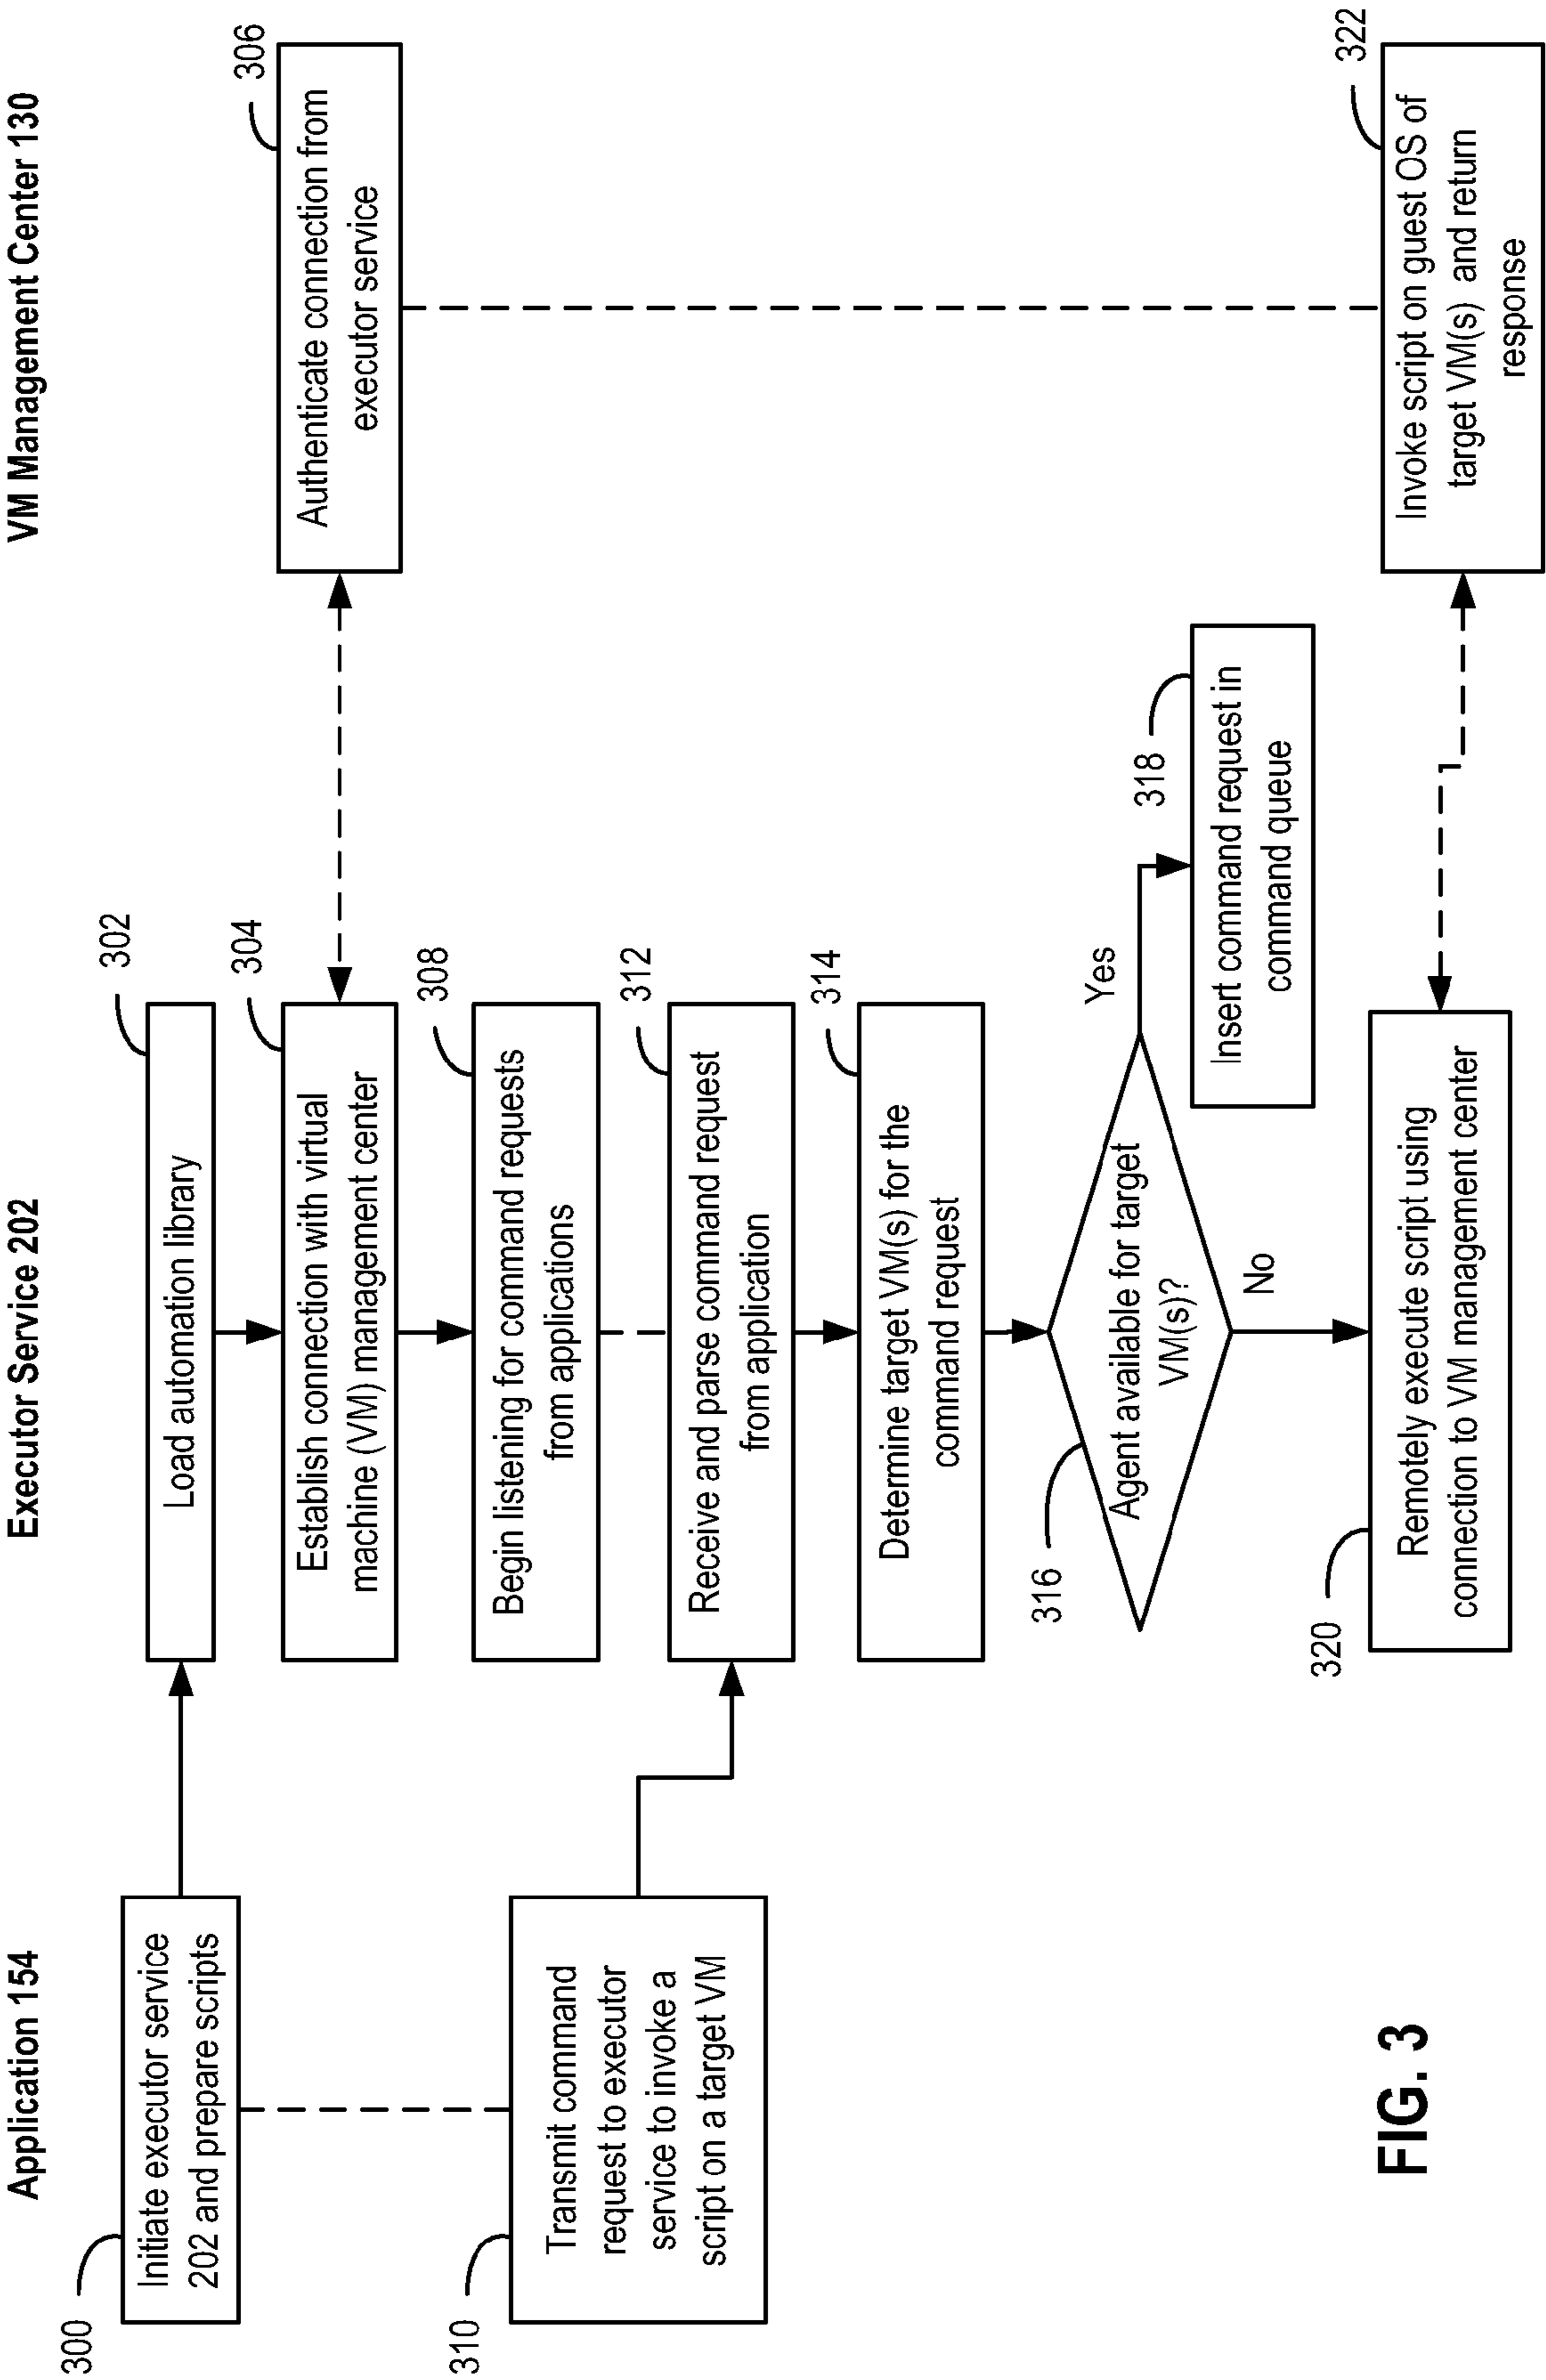 Application 154
Executor Service 202
VM Management Center 130
300
Initiate executor service
202 and prepare scripts
302
Load automation library
304
Establish connection with virtual
machine (VM) management center
306
Authenticate connection from
executor service
308
Begin listening for command requests
from applications
310
Transmit command
request to executor
service to invoke a
script on a target VM
312
Receive and parse command request
from application
314
Determine target VM(s) for the
command request
316
Agent available for target
VM(s)?
Yes
318
Insert command request in
command queue
No
320
Remotely execute script using
connection to VM management center
322
Invoke script on guest OS of
target VM(s) and return
response
FIG. 3